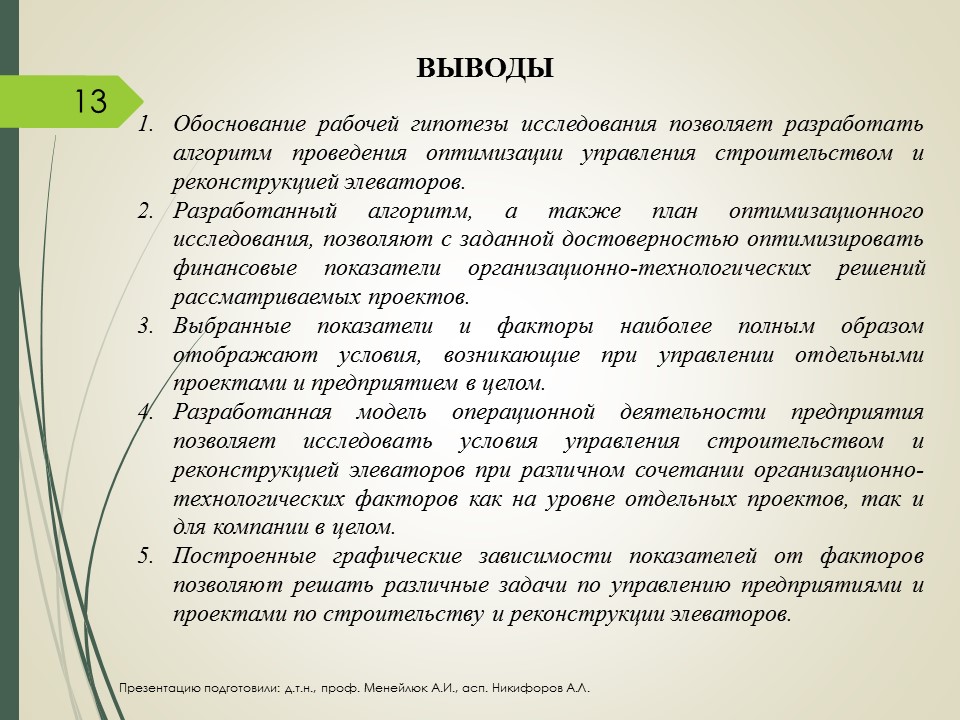 ВЫВОДЫ
13
1. Обоснование рабочей гипотезы исследования позволяет разработать
алгоритм проведения оптимизации управления строительством и
реконструкцией элеваторов.
2. Разработанный алгоритм, а также план оптимизационного
исследования, позволяют с заданной достоверностью оптимизировать
финансовые показатели организационно-технологических решений
рассматриваемых проектов.
3. Выбранные показатели и факторы наиболее полным образом
отображают условия, возникающие при управлении отдельными
проектами и предприятием в целом.
4. Разработанная модель операционной деятельности предприятия
позволяет исследовать условия управления строительством и
реконструкцией элеваторов при различном сочетании организационно-
технологических факторов как на уровне отдельных проектов, так и
для компании в целом.
5. Построенные графические зависимости показателей от факторов
позволяют решать различные задачи по управлению предприятиями и
проектами по строительству и реконструкции элеваторов.
Презентацию подготовили: д.т.н., проф. Менейлюк А.И., асп. Никифоров А.Л.